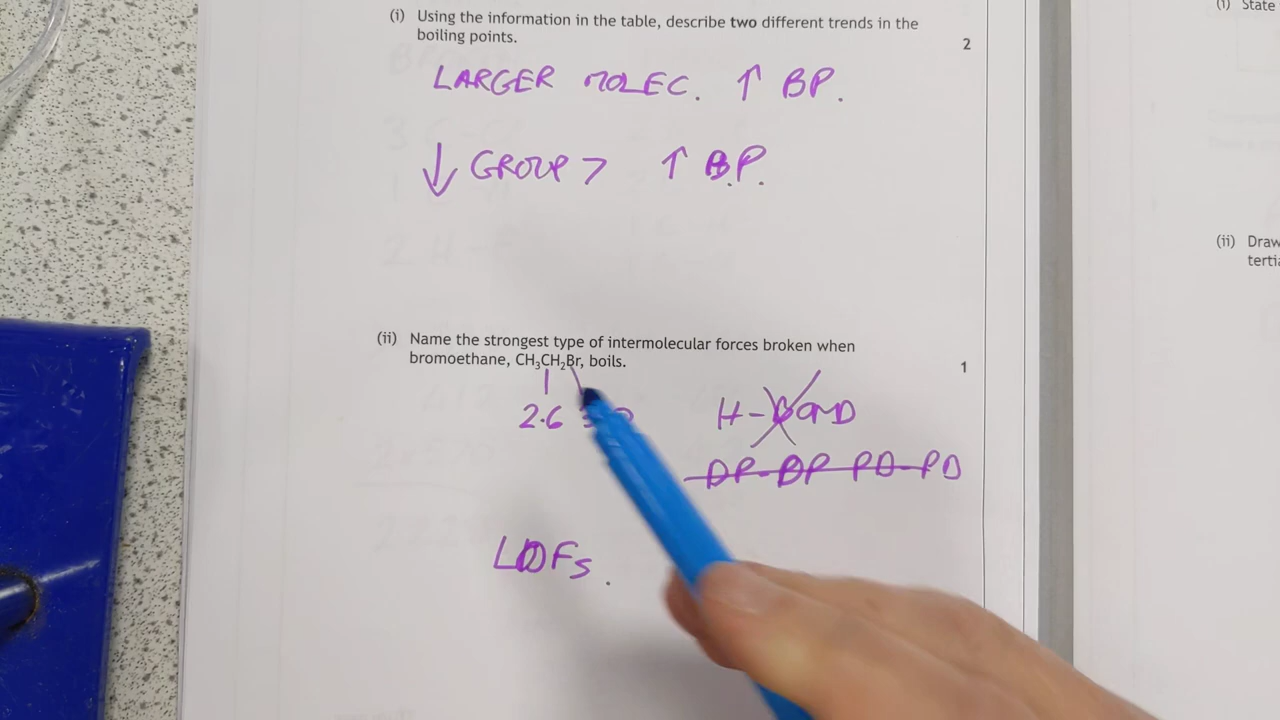 (i) Using the information in the table, describe two different trends in the
boiling points.
2
LARGER MOLEC. ↑ BP.
↓ GROUP 7 ↑ B.P.
(ii) Name the strongest type of intermolecular forces broken when
bromoethane, CH₃CH₂Br, boils.
1
2.6
H-BOND
DP-DP PD-PD
LDFs.
(i) State
(ii) Draw
terti